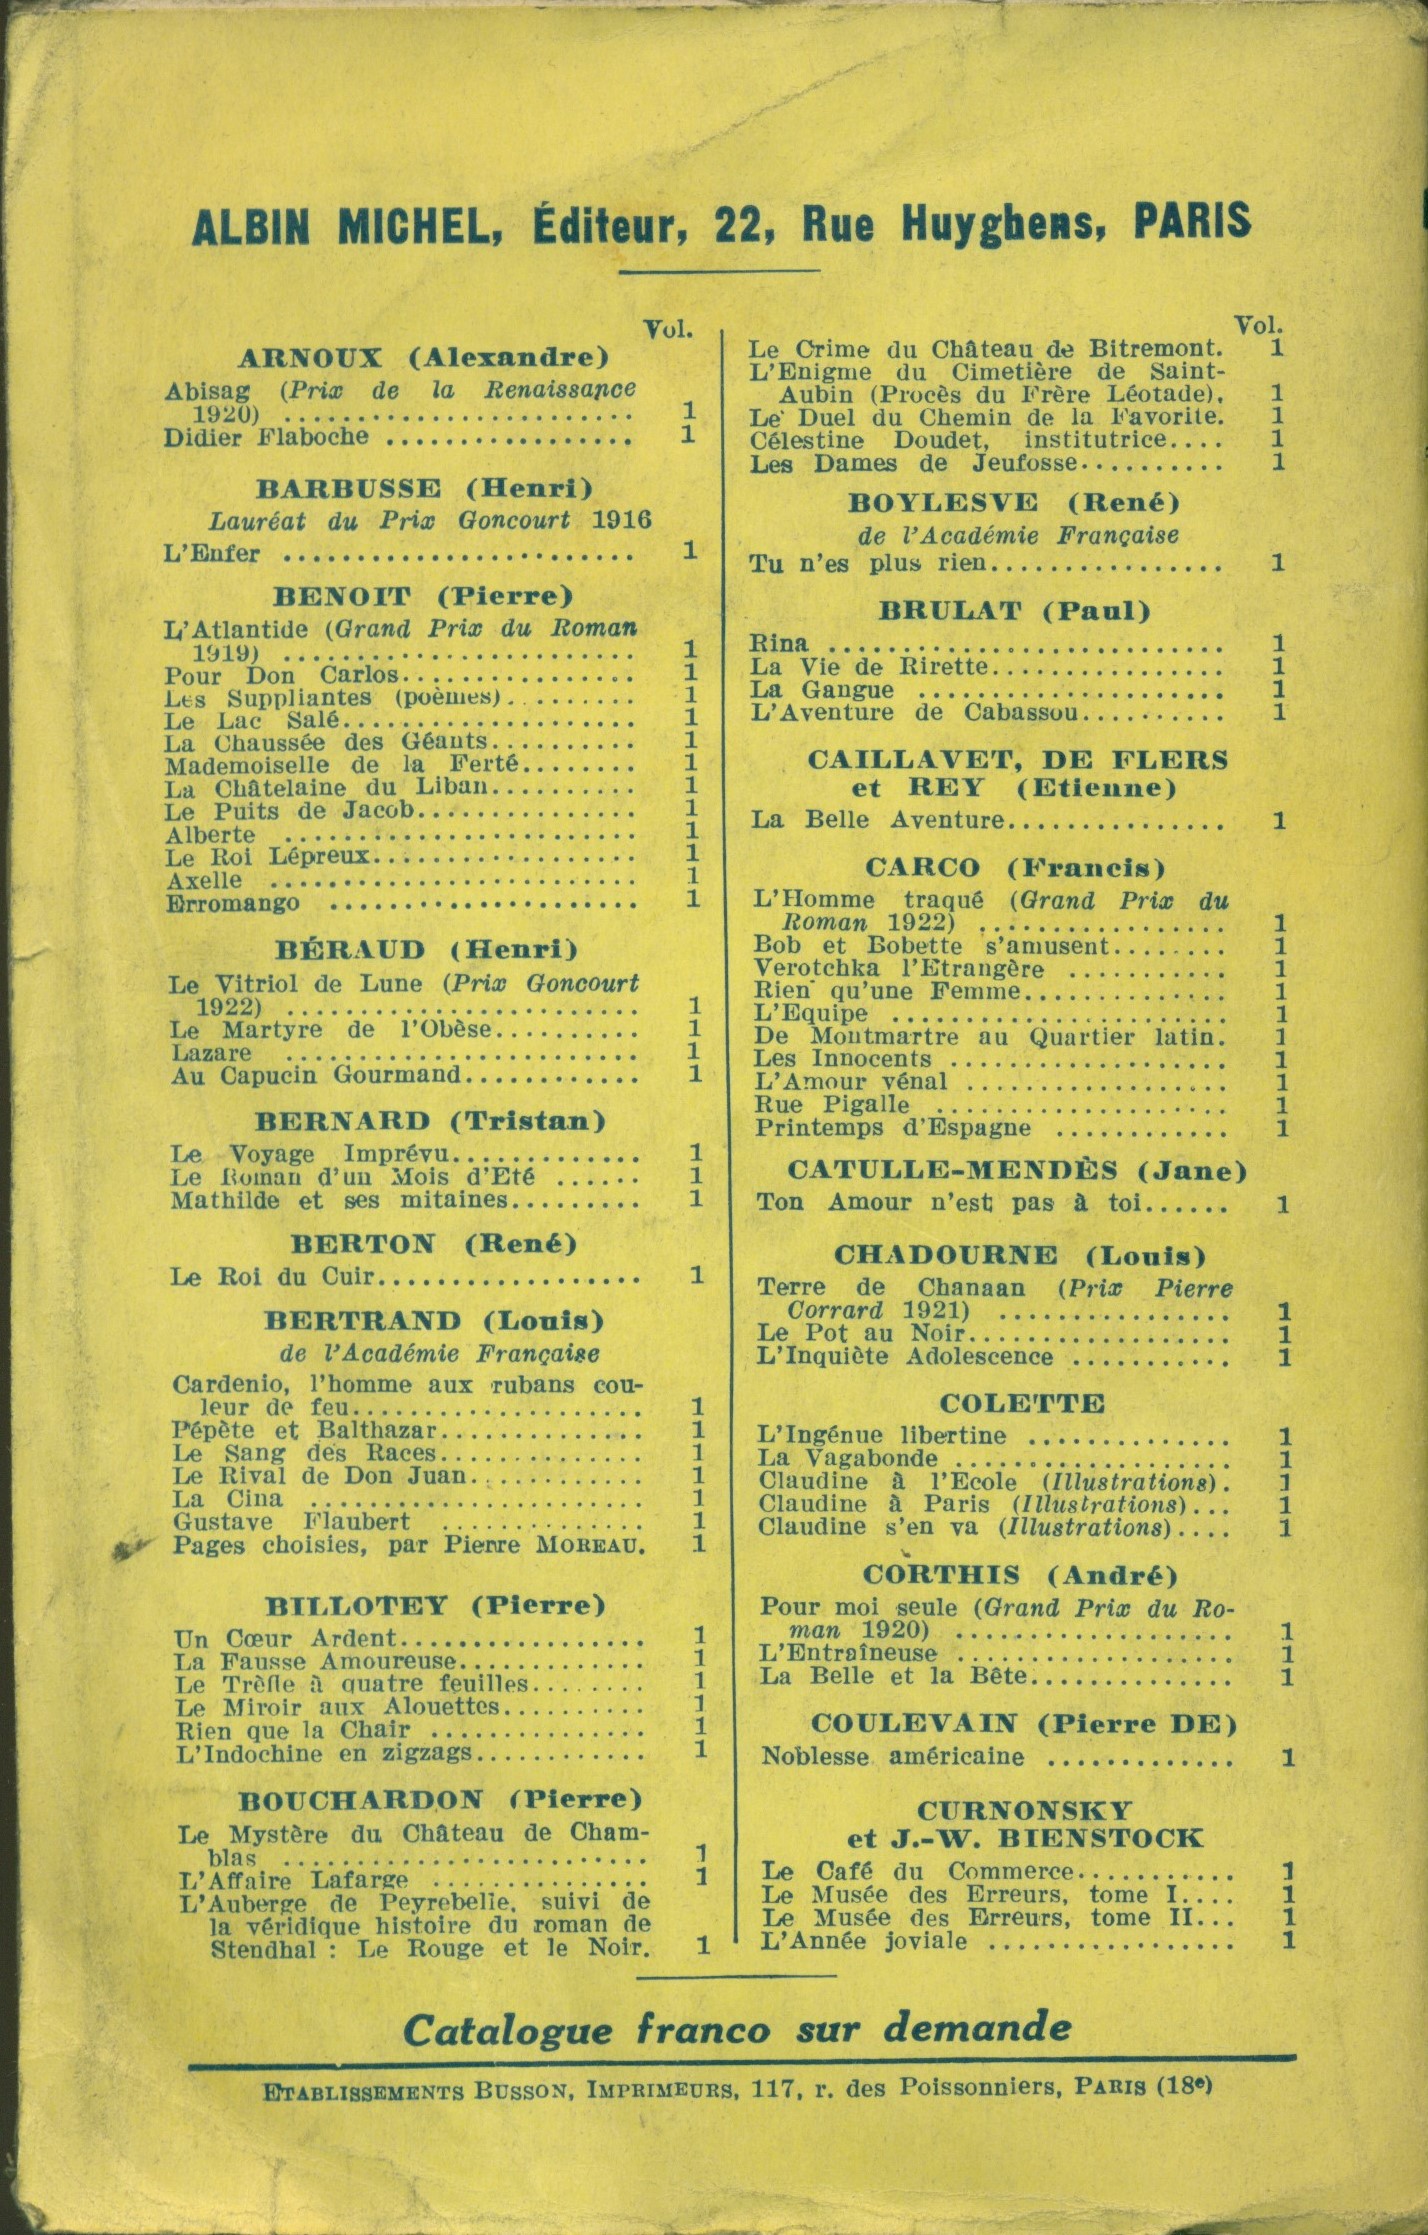 ALBIN MICHEL, Éditeur, 22, Rue Huyghens, PARIS
Vol.
ARNOUX (Alexandre)
Abisag (Prix de la Renaissance
1920) ........................ 1
Didier Flaboche ................. 1
BARBUSSE (Henri)
Lauréat du Prix Goncourt 1916
L'Enfer ........................ 1
BENOIT (Pierre)
L'Atlantide (Grand Prix du Roman
1919) ........................ 1
Pour Don Carlos................ 1
Les Suppliantes (poèmes)......... 1
Le Lac Salé.................... 1
La Chaussée des Géants.......... 1
Mademoiselle de la Ferté........ 1
La Châtelaine du Liban.......... 1
Le Puits de Jacob............... 1
Alberte ........................ 1
Le Roi Lépreux.................. 1
Axelle ......................... 1
Erromango ..................... 1
BÉRAUD (Henri)
Le Vitriol de Lune (Prix Goncourt
1922) ........................ 1
Le Martyre de l'Obèse.......... 1
Lazare ........................ 1
Au Capucin Gourmand............ 1
BERNARD (Tristan)
Le Voyage Imprévu............. 1
Le Roman d'un Mois d'Eté ...... 1
Mathilde et ses mitaines......... 1
BERTON (René)
Le Roi du Cuir.................. 1
BERTRAND (Louis)
de l'Académie Française
Cardenio, l'homme aux rubans cou-
leur de feu.................... 1
Pépète et Balthazar.............. 1
Le Sang des Races.............. 1
Le Rival de Don Juan............ 1
La Cina ....................... 1
Gustave Flaubert .............. 1
Pages choisies, par Pierre MOREAU. 1
BILLOTEY (Pierre)
Un Cœur Ardent................. 1
La Fausse Amoureuse............. 1
Le Trèfle à quatre feuilles........ 1
Le Miroir aux Alouettes.......... 1
Rien que la Chair ............... 1
L'Indochine en zigzags............ 1
BOUCHARDON (Pierre)
Le Mystère du Château de Cham-
blas ......................... 1
L'Affaire Lafarge ............... 1
L'Auberge de Peyrebelle, suivi de
la véridique histoire du roman de
Stendhal : Le Rouge et le Noir. 1
Vol.
Le Crime du Château de Bitremont. 1
L'Enigme du Cimetière de Saint-
Aubin (Procès du Frère Léotade). 1
Le Duel du Chemin de la Favorite. 1
Célestine Doudet, institutrice.... 1
Les Dames de Jeufosse.......... 1
BOYLESVE (René)
de l'Académie Française
Tu n'es plus rien................ 1
BRULAT (Paul)
Rina ........................... 1
La Vie de Rirette................ 1
La Gangue ..................... 1
L'Aventure de Cabassou.......... 1
CAILLAVET, DE FLERS
et REY (Etienne)
La Belle Aventure............... 1
CARCO (Francis)
L'Homme traqué (Grand Prix du
Roman 1922) ................. 1
Bob et Bobette s'amusent........ 1
Verotchka l'Etrangère ........... 1
Rien qu'une Femme.............. 1
L'Equipe ....................... 1
De Montmartre au Quartier latin. 1
Les Innocents ................... 1
L'Amour vénal .................. 1
Rue Pigalle .................... 1
Printemps d'Espagne ............ 1
CATULLE-MENDÈS (Jane)
Ton Amour n'est pas à toi...... 1
CHADOURNE (Louis)
Terre de Chanaan (Prix Pierre
Corrard 1921) ................ 1
Le Pot au Noir.................. 1
L'Inquiète Adolescence ........... 1
COLETTE
L'Ingénue libertine .............. 1
La Vagabonde ................... 1
Claudine à l'Ecole (Illustrations). 1
Claudine à Paris (Illustrations)... 1
Claudine s'en va (Illustrations).... 1
CORTHIS (André)
Pour moi seule (Grand Prix du Ro-
man 1920) ................... 1
L'Entraîneuse ................... 1
La Belle et la Bête.............. 1
COULEVAIN (Pierre DE)
Noblesse américaine ............. 1
CURNONSKY
et J.-W. BIENSTOCK
Le Café du Commerce........... 1
Le Musée des Erreurs, tome I.... 1
Le Musée des Erreurs, tome II... 1
L'Année joviale ................. 1
Catalogue franco sur demande
ETABLISSEMENTS BUSSON, IMPRIMEURS, 117, r. des Poissonniers, PARIS (18e)